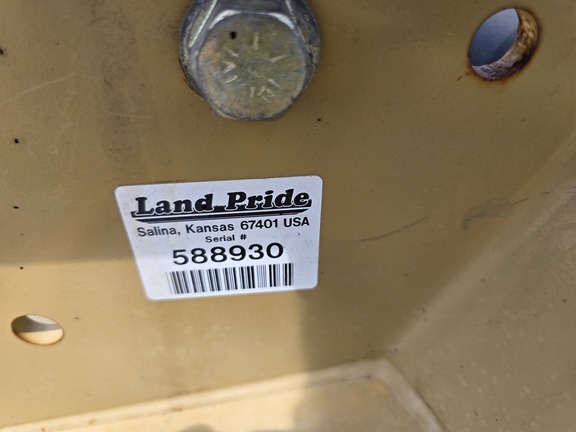 Land Pride
Salina, Kansas 67401 USA
Serial #
588930